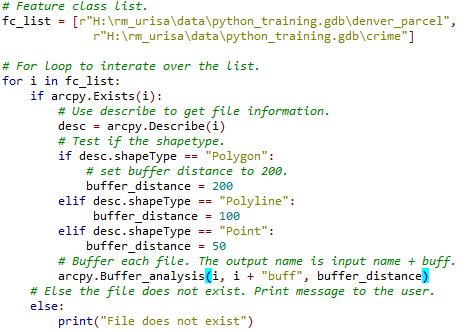 # Feature class list.
fc_list = [r"H:\rm_urisa\data\python_training.gdb\denver_parcel",
            r"H:\rm_urisa\data\python_training.gdb\crime"]

# For loop to interate over the list.
for i in fc_list:
    if arcpy.Exists(i):
        # Use describe to get file information.
        desc = arcpy.Describe(i)
        # Test if the shapetype.
        if desc.shapeType == "Polygon":
            # set buffer distance to 200.
            buffer_distance = 200
        elif desc.shapeType == "Polyline":
             buffer_distance = 100
        elif desc.shapeType == "Point":
            buffer_distance = 50
        # Buffer each file. The output name is input name + buff.
        arcpy.Buffer_analysis(i, i + "buff", buffer_distance)
    # Else the file does not exist. Print message to the user.
    else:
        print("File does not exist")